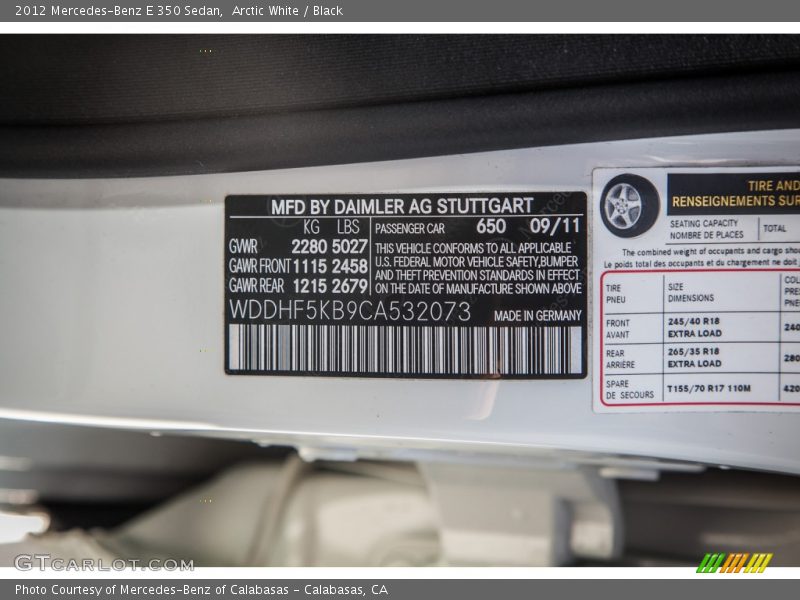 2012 Mercedes-Benz E 350 Sedan,  Arctic White / Black
MFD BY DAIMLER AG STUTTGART
KG LBS
GWR 2280 5027
GAWR FRONT 1115 2458
GAWR REAR 1215 2679
PASSENGER CAR 650 09/11
THIS VEHICLE CONFORMS TO ALL APPLICABLE
U.S. FEDERAL MOTOR VEHICLE SAFETY,BUMPER
AND THEFT PREVENTION STANDARDS IN EFFECT
ON THE DATE OF MANUFACTURE SHOWN ABOVE
WDDHF5KB9CA532073 MADE IN GERMANY
TIRE AND
RENSEIGNEMENTS SUR
SEATING CAPACITY
NOMBRE DE PLACES
TOTAL
The combined weight of occupants and cargo
Le poids total des occupants et du chargement ne doit
TIRE
PNEU
SIZE
DIMENSIONS
FRONT
AVANT
245/40 R18
EXTRA LOAD
240
REAR
ARRIÈRE
265/35 R18
EXTRA LOAD
280
SPARE
DE SECOURS
T155/70 R17 110M
420
GTCARLOT.COM
Photo Courtesy of Mercedes-Benz of Calabasas - Calabasas, CA